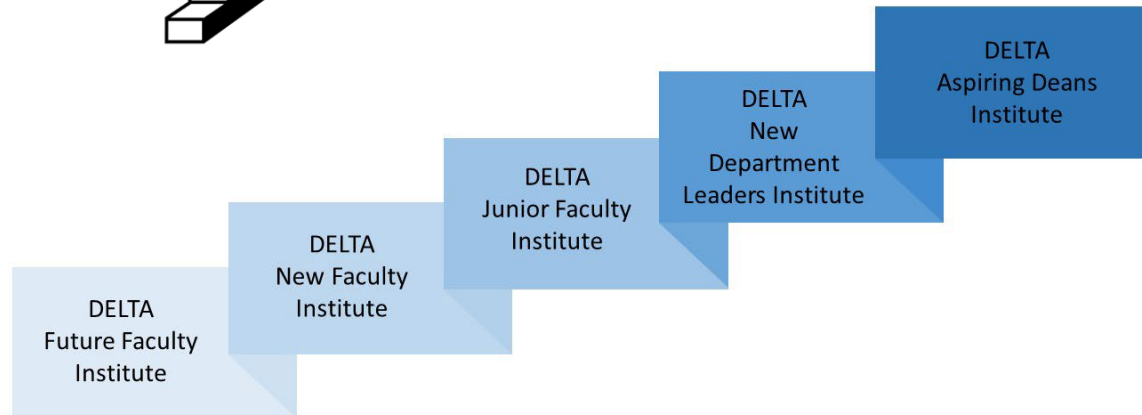 DELTA
Future Faculty
Institute
DELTA
New Faculty
Institute
DELTA
Junior Faculty
Institute
DELTA
New
Department
Leaders Institute
DELTA
Aspiring Deans
Institute